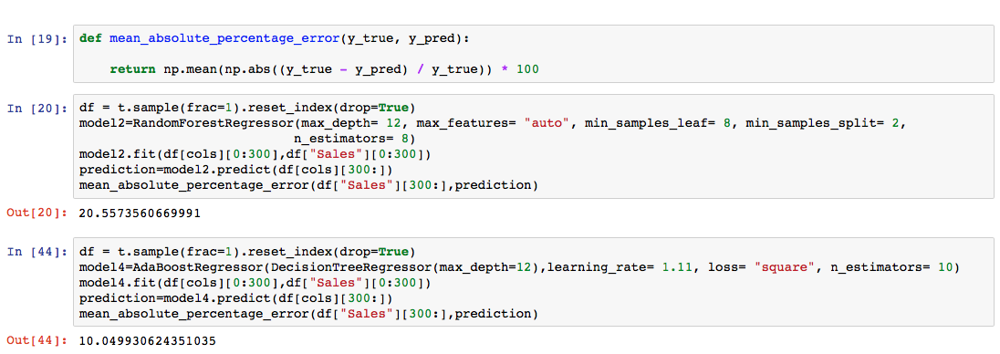 In [19]: def mean_absolute_percentage_error(y_true, y_pred):
return np.mean(np.abs((y_true - y_pred) / y_true)) * 100
In [20]: df = t.sample(frac=1).reset_index(drop=True)
model2=RandomForestRegressor(max_depth= 12, max_features= "auto", min_samples_leaf= 8, min_samples_split= 2,
n_estimators= 8)
model2.fit(df[cols][0:300],df["Sales"][0:300])
prediction=model2.predict(df[cols][300:])
mean_absolute_percentage_error(df["Sales"][300:],prediction)
Out[20]: 20.5573560669991
In [44]: df = t.sample(frac=1).reset_index(drop=True)
model4=AdaBoostRegressor(DecisionTreeRegressor(max_depth=12),learning_rate= 1.11, loss= "square", n_estimators= 10)
model4.fit(df[cols][0:300],df["Sales"][0:300])
prediction=model4.predict(df[cols][300:])
mean_absolute_percentage_error(df["Sales"][300:],prediction)
Out[44]: 10.049930624351035